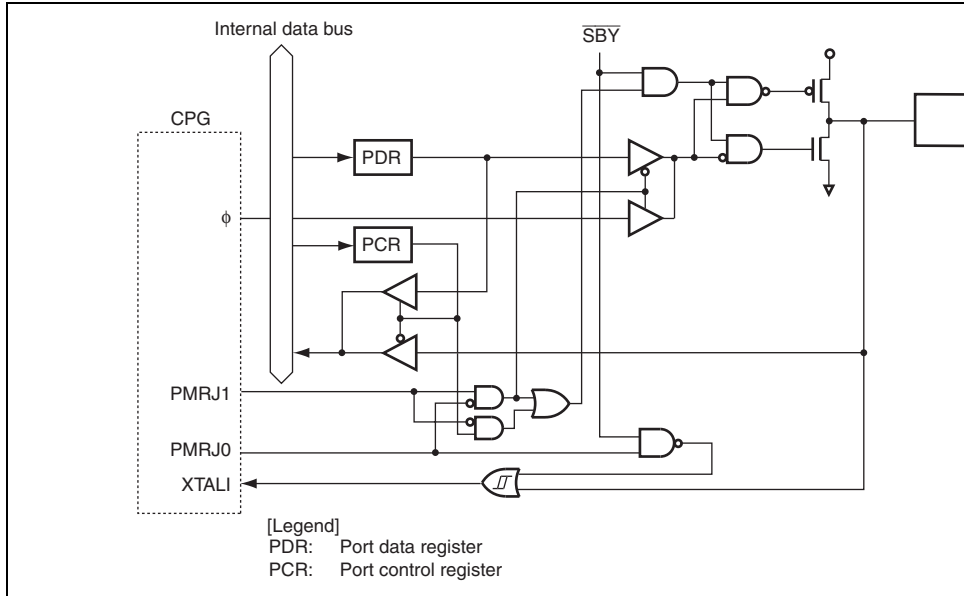 Internal data bus
SBY
CPG
PDR
φ
PCR
PMRJ1
PMRJ0
XTALI
[Legend]
PDR: Port data register
PCR: Port control register